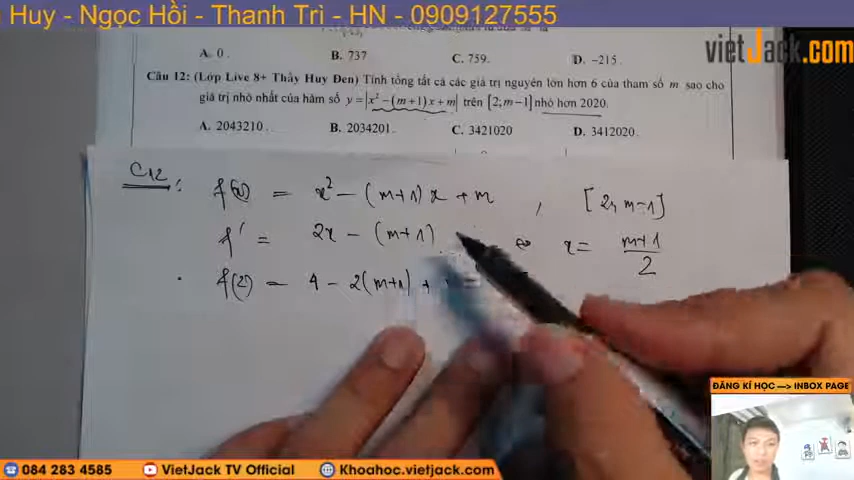 Huy - Ngọc Hồi - Thanh Trì - HN - 0909127555
vietJack.com
A. 0. B. 737 C. 759. D. -215.
Câu 12: (Lớp Live 8+ Thầy Huy Đen) Tính tổng tất cả các giá trị nguyên lớn hơn 6 của tham số m sao cho
giá trị nhỏ nhất của hàm số y = |x² - (m+1)x + m| trên [2; m-1] nhỏ hơn 2020.
A. 2043210. B. 2034201. C. 3421020 D. 3412020.
C12: f(x) = x² - (m+1)x + m , [2, m-1]
f' = 2x - (m+1) ⇔ x = (m+1)/2
f(2) = 4 - 2(m+1) +
ĐĂNG KÍ HỌC ---> INBOX PAGE
084 283 4585 VietJack TV Official Khoahoc.vietjack.com